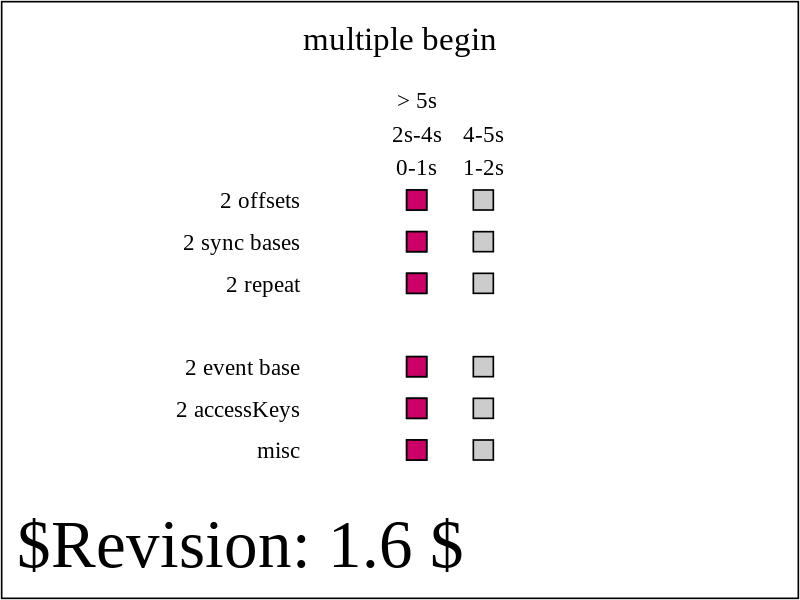 multiple begin
> 5s
2s-4s 4-5s
0-1s 1-2s
2 offsets
2 sync bases
2 repeat
2 event base
2 accessKeys
misc
$Revision: 1.6 $